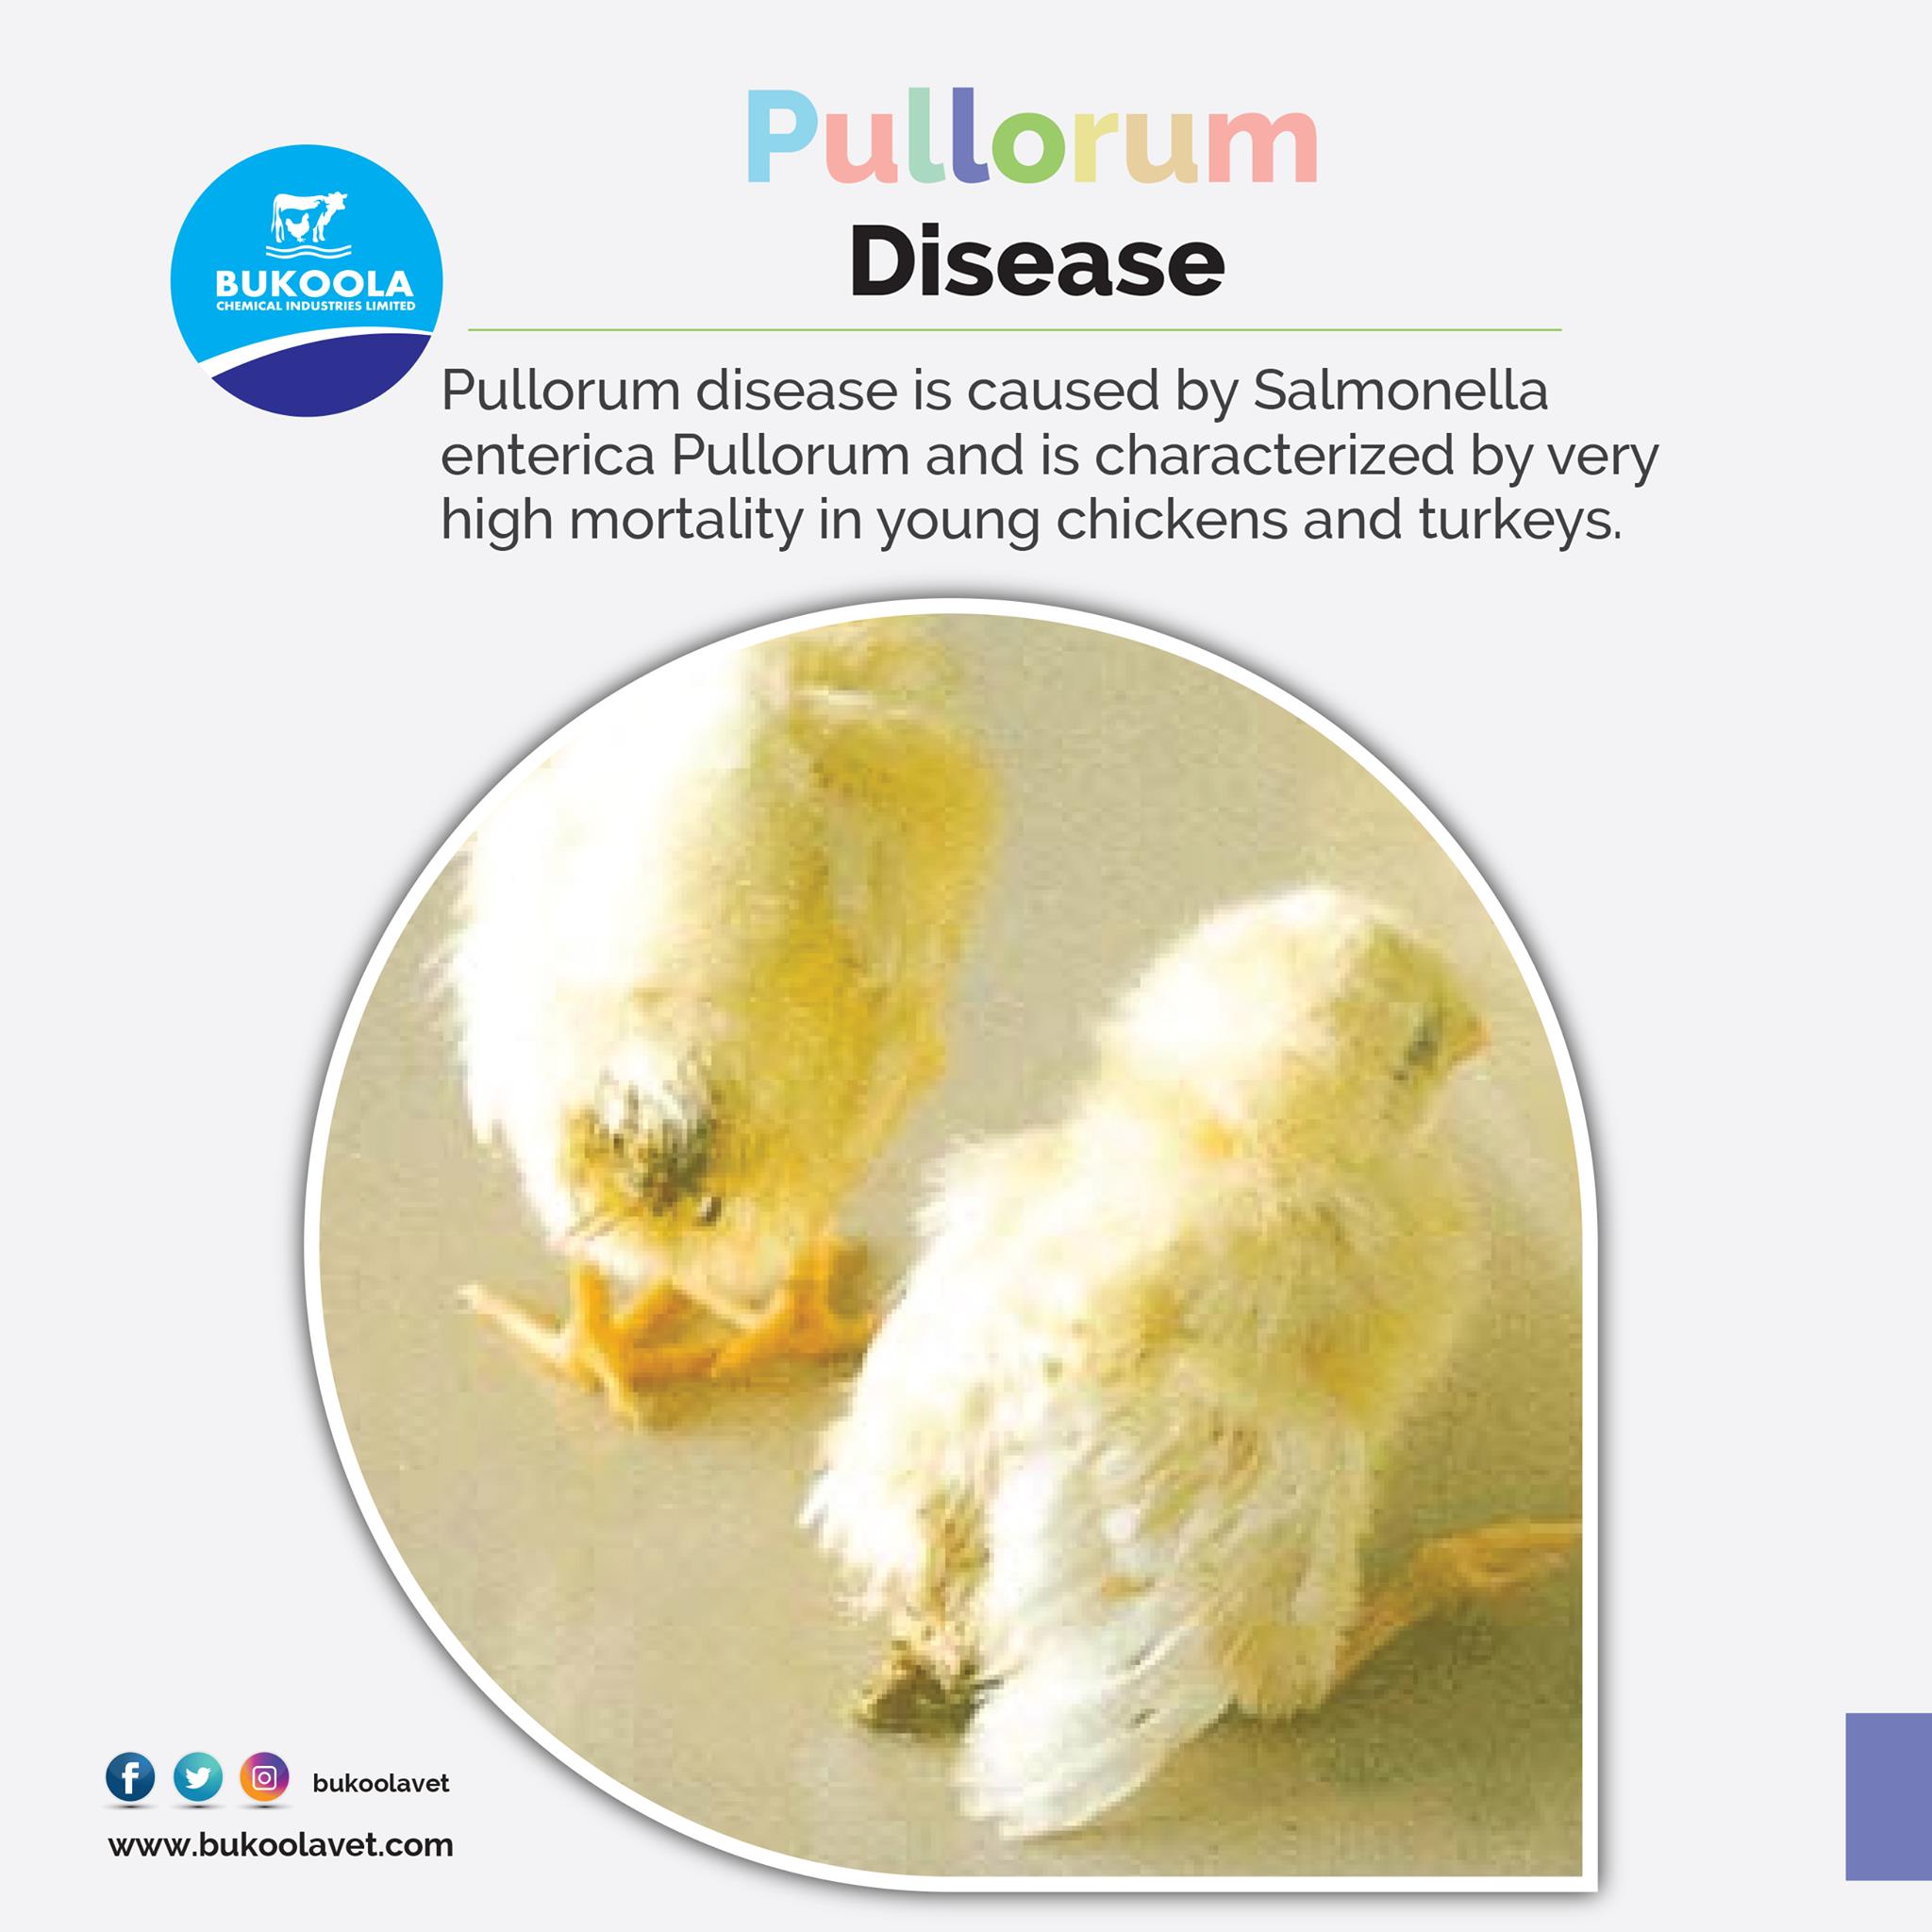 Pullorum
Disease
BUKOOLA
CHEMICAL INDUSTRIES LIMITED
Pullorum disease is caused by Salmonella
enterica Pullorum and is characterized by very
high mortality in young chickens and turkeys.
bukoolavet
www.bukoolavet.com